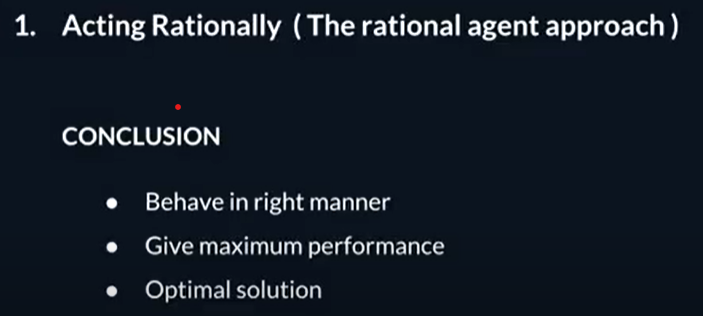 1. Acting Rationally ( The rational agent approach )
CONCLUSION
● Behave in right manner
● Give maximum performance
● Optimal solution